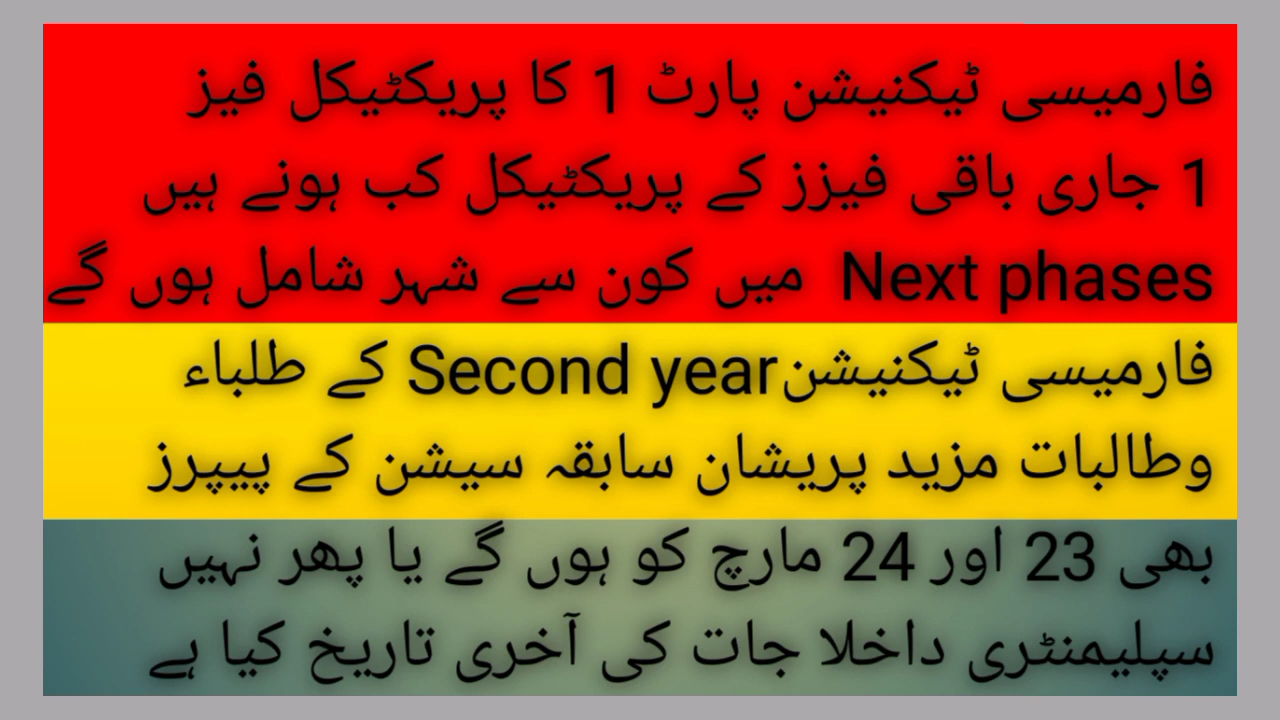 فارمیسی ٹیکنیشن پارٹ 1 کا پریکٹیکل فیز
1 جاری باقی فیزز کے پریکٹیکل کب ہونے ہیں
Next phases میں کون سے شہر شامل ہوں گے
فارمیسی ٹیکنیشنSecond year کے طلباء
وطالبات مزید پریشان سابقہ سیشن کے پیپرز
بھی 23 اور 24 مارچ کو ہوں گے یا پھر نہیں
سپلیمنٹری داخلا جات کی آخری تاریخ کیا ہے